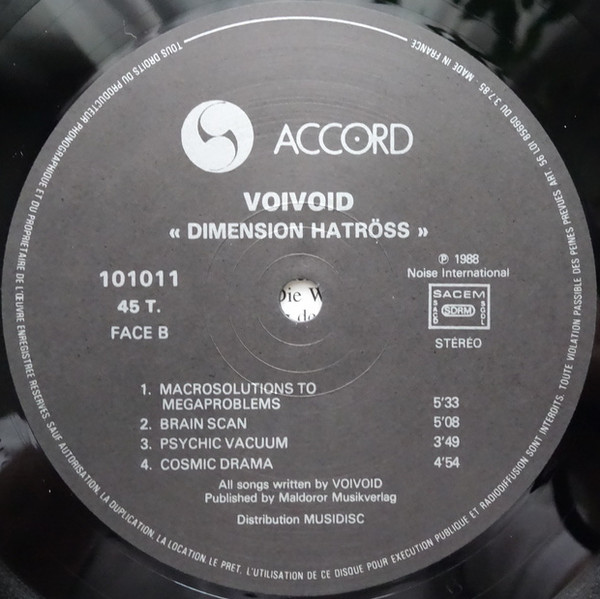 TOUS DROITS DU PRODUCTEUR PHONOGRAPHIQUE ET DU PROPRIETAIRE DE L'ŒUVRE ENREGISTREE RESERVES. SAUF AUTORISATION, LA DUPLICATION, LA LOCATION, LE PRET, L'UTILISATION DE CE DISQUE POUR EXECUTION PUBLIQUE ET RADIODIFFUSION SONT INTERDITS. TOUTE VIOLATION PASSIBLE DES PEINES PREVUES ART. 56 LOI 85660 DU 3.7.85 - MADE IN FRANCE
ACCORD
VOIVOID
« DIMENSION HATRÖSS »
101011
45 T.
FACE B
℗ 1988
Noise International
SACEM
SACD SDRM SGDL
STÉRÉO
Die W
1. MACROSOLUTIONS TO
MEGAPROBLEMS 5'33
2. BRAIN SCAN 5'08
3. PSYCHIC VACUUM 3'49
4. COSMIC DRAMA 4'54
All songs written by VOIVOID
Published by Maldoror Musikverlag
Distribution MUSIDISC